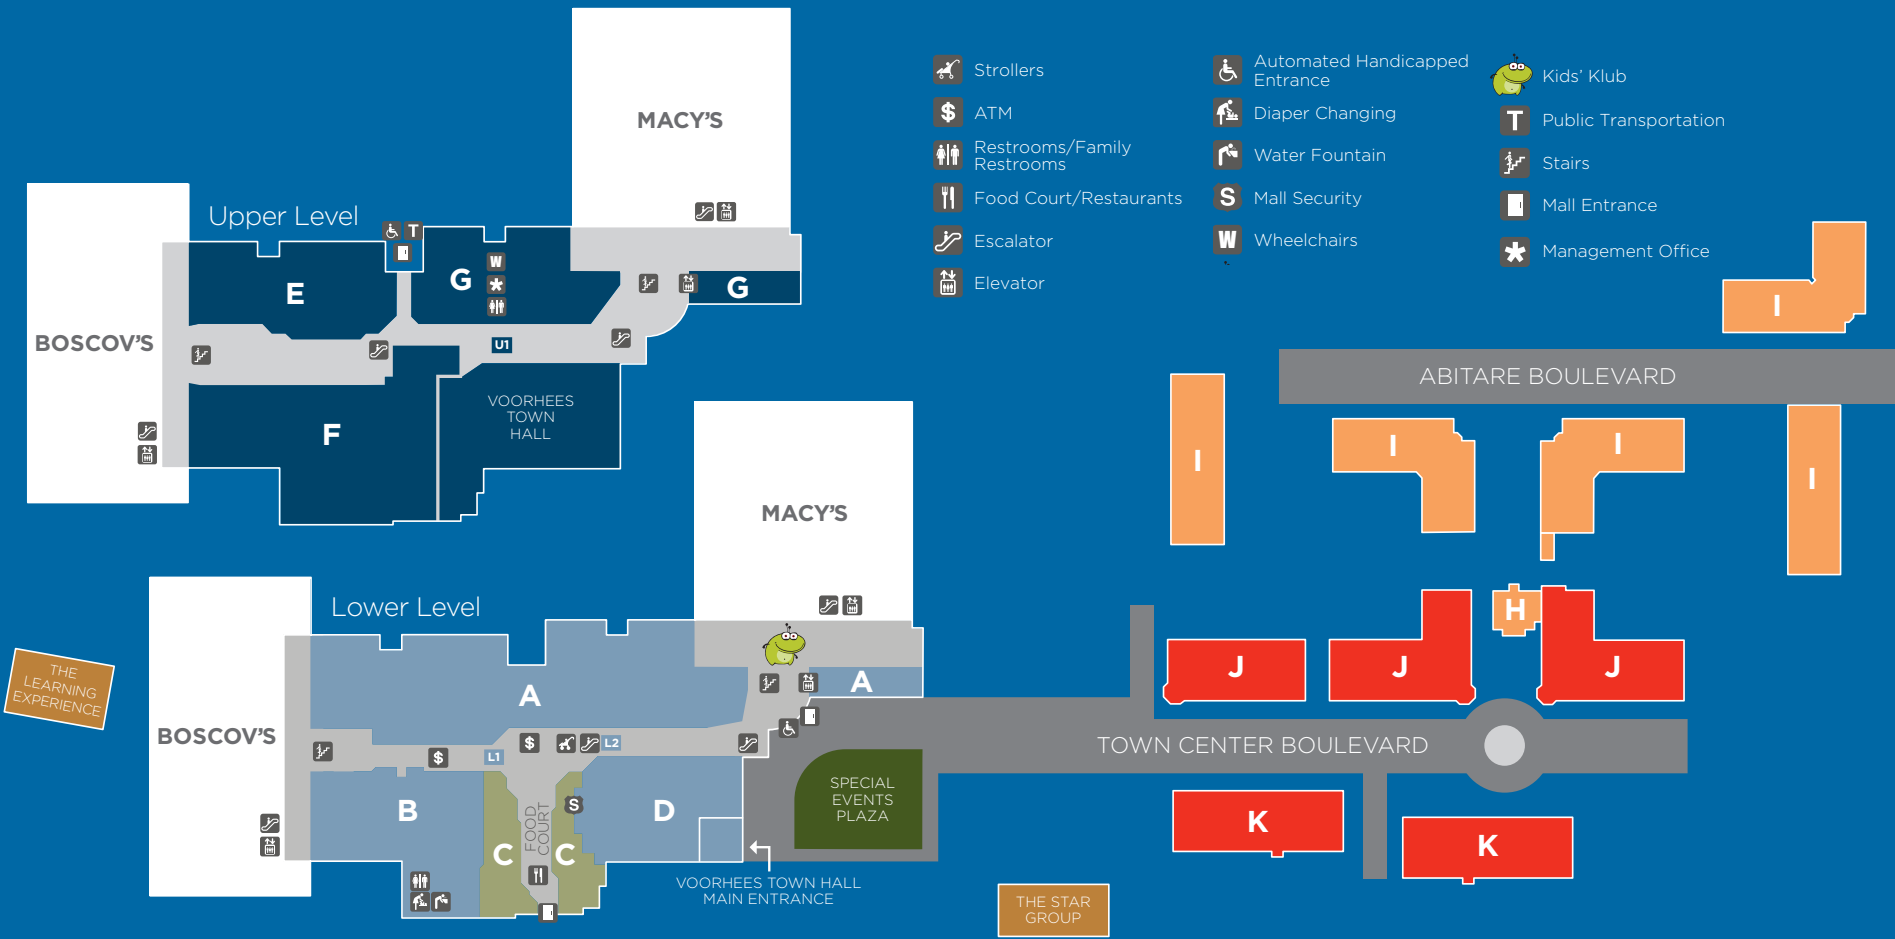 MACY'S
Strollers
ATM
Restrooms/Family
Restrooms
Food Court/Restaurants
Escalator
Elevator
Automated Handicapped
Entrance
Diaper Changing
Water Fountain
Mall Security
Wheelchairs
Kids' Klub
Public Transportation
Stairs
Mall Entrance
Management Office
$
S
W
T
Upper Level
T
E
G
W
G
BOSCOV'S
U1
F
VOORHEES
TOWN
HALL
I
ABITARE BOULEVARD
I
I
I
I
MACY'S
Lower Level
THE
LEARNING
EXPERIENCE
BOSCOV'S
A
A
$
L1
$
L2
B
S
D
C
FOOD
COURT
C
SPECIAL
EVENTS
PLAZA
VOORHEES TOWN HALL
MAIN ENTRANCE
H
J
J
J
TOWN CENTER BOULEVARD
K
K
THE STAR
GROUP